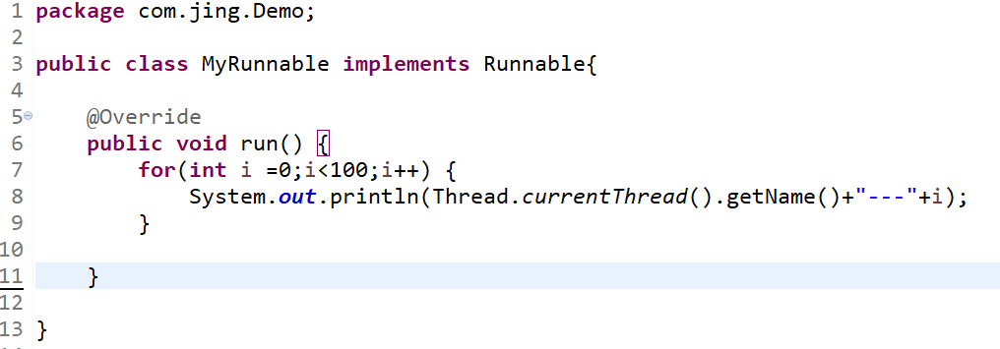 1 package com.jing.Demo;
2
3 public class MyRunnable implements Runnable{
4
5 @Override
6 public void run() {
7 for(int i =0;i<100;i++) {
8 System.out.println(Thread.currentThread().getName()+"---"+i);
9 }
10
11 }
12
13 }